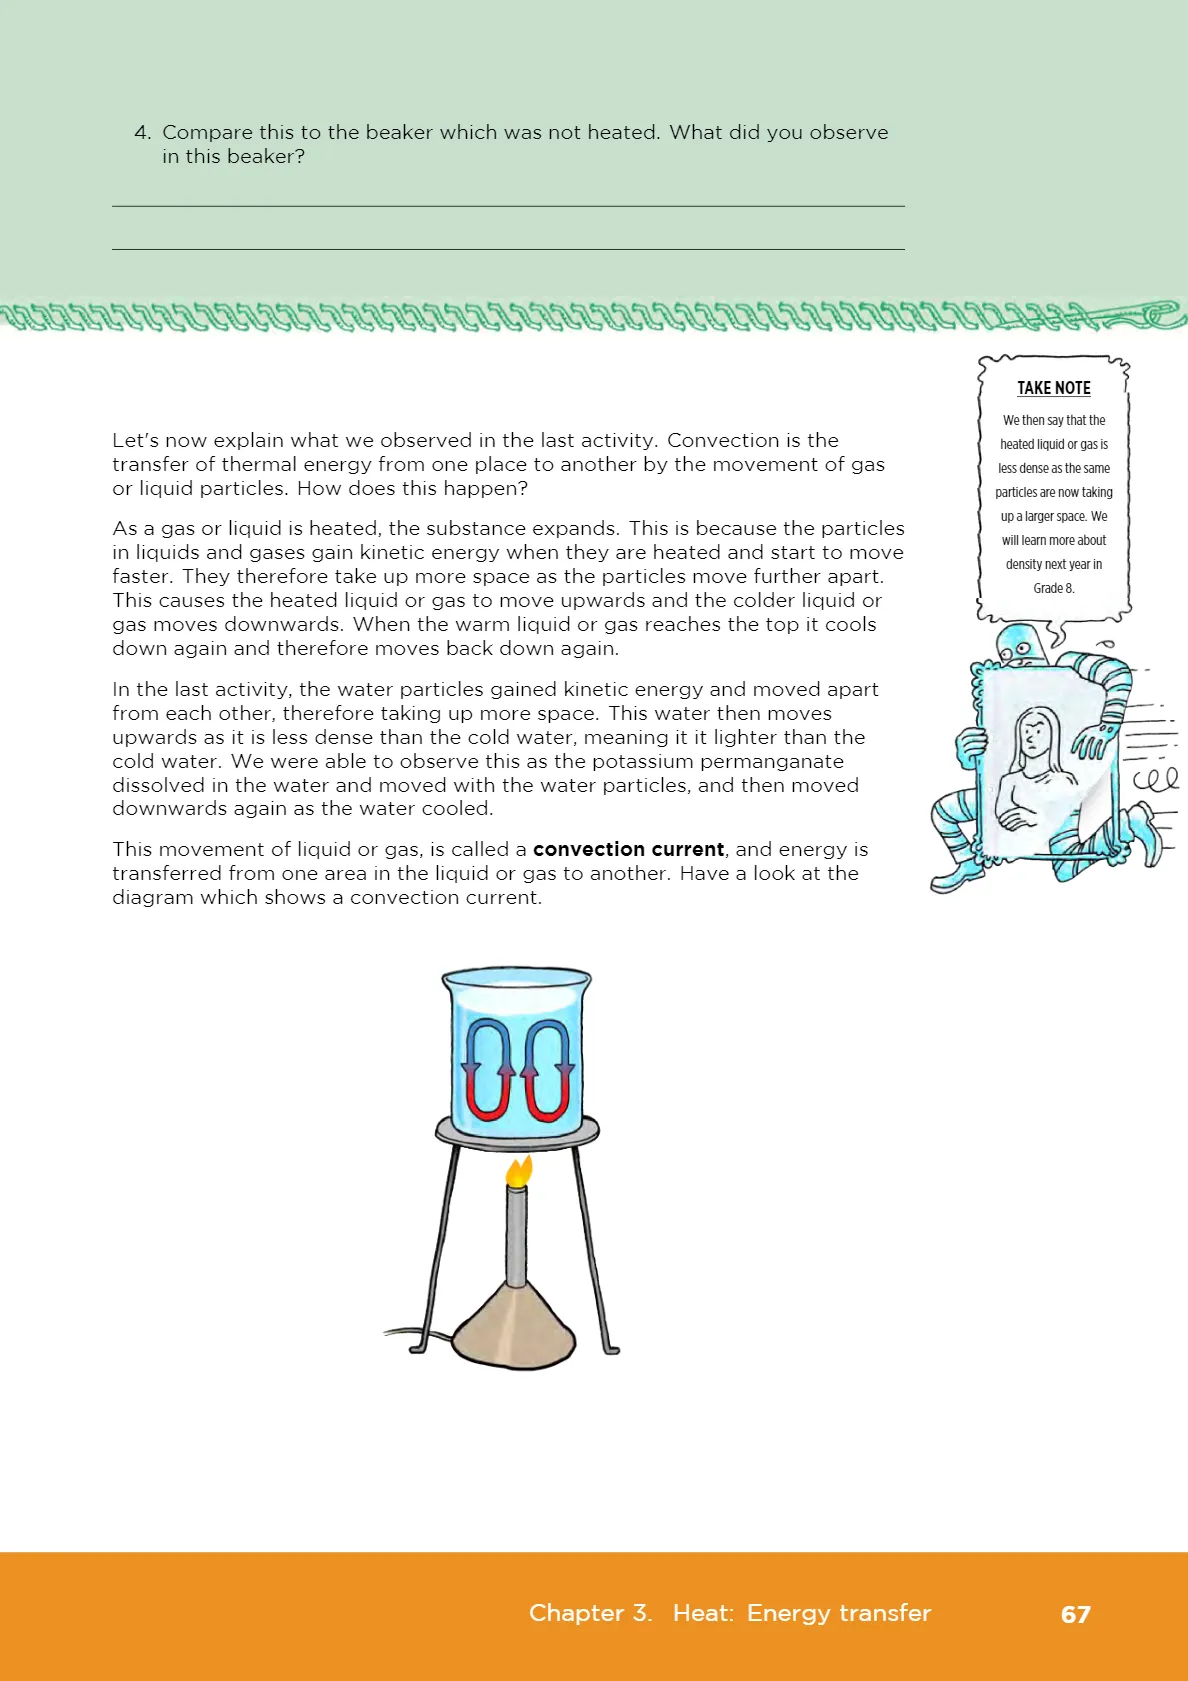 4. Compare this to the beaker which was not heated. What did you observe
in this beaker?
TAKE NOTE
We then say that the
heated liquid or gas is
less dense as the same
particles are now taking
up a larger space. We
will learn more about
density next year in
Grade 8.
Let's now explain what we observed in the last activity. Convection is the
transfer of thermal energy from one place to another by the movement of gas
or liquid particles. How does this happen?
As a gas or liquid is heated, the substance expands. This is because the particles
in liquids and gases gain kinetic energy when they are heated and start to move
faster. They therefore take up more space as the particles move further apart.
This causes the heated liquid or gas to move upwards and the colder liquid or
gas moves downwards. When the warm liquid or gas reaches the top it cools
down again and therefore moves back down again.
In the last activity, the water particles gained kinetic energy and moved apart
from each other, therefore taking up more space. This water then moves
upwards as it is less dense than the cold water, meaning it it lighter than the
cold water. We were able to observe this as the potassium permanganate
dissolved in the water and moved with the water particles, and then moved
downwards again as the water cooled.
This movement of liquid or gas, is called a convection current, and energy is
transferred from one area in the liquid or gas to another. Have a look at the
diagram which shows a convection current.
Chapter 3. Heat: Energy transfer 67